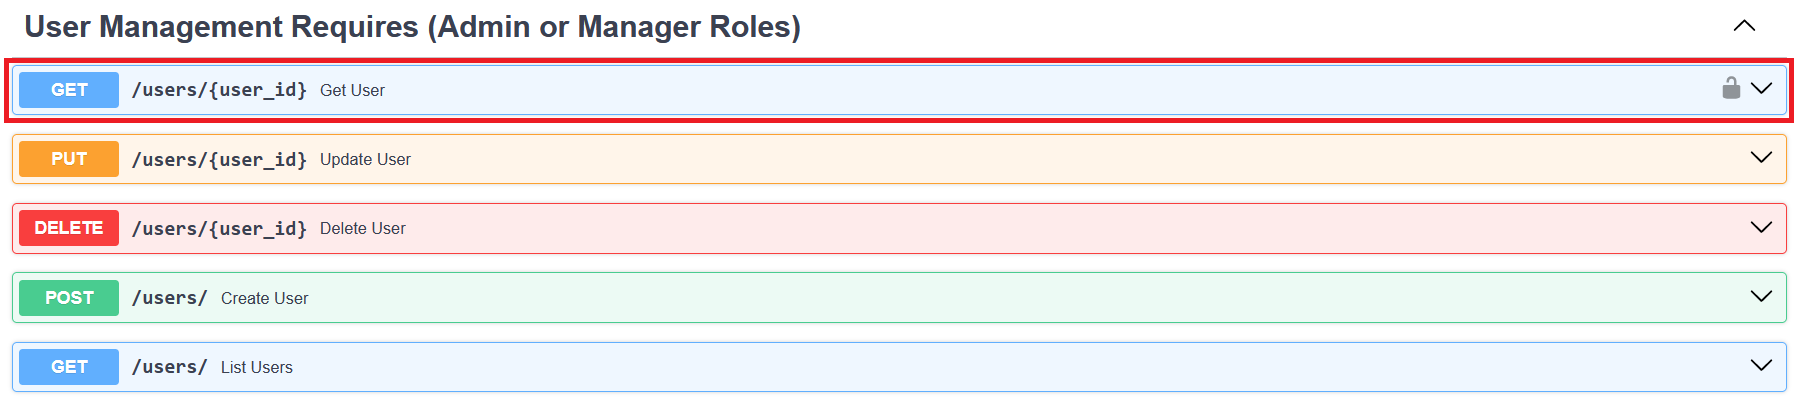 User Management Requires (Admin or Manager Roles)
GET /users/{user_id} Get User
PUT /users/{user_id} Update User
DELETE /users/{user_id} Delete User
POST /users/ Create User
GET /users/ List Users